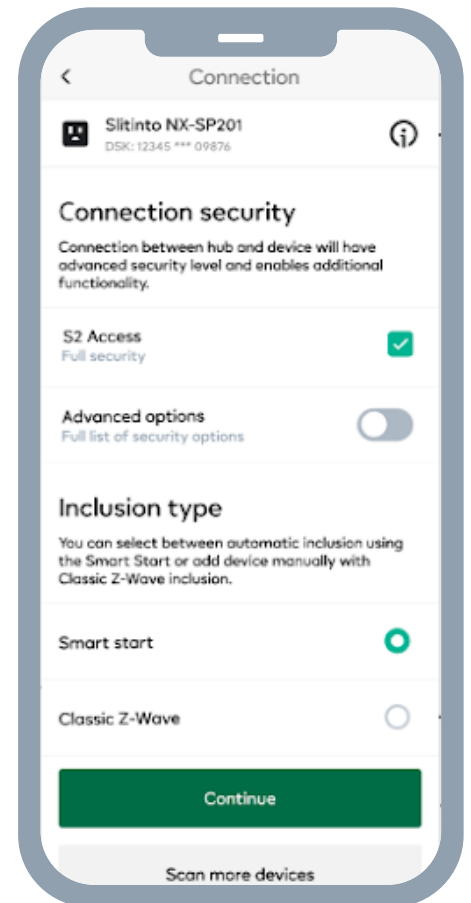 Connection
Slitinto NX-SP201
DSK: 12345 *** 09876
Connection security
Connection between hub and device will have
advanced security level and enables additional
functionality.
S2 Access
Full security
Advanced options
Full list of security options
Inclusion type
You can select between automatic inclusion using
the Smart Start or add device manually with
Classic Z-Wave inclusion.
Smart start
Classic Z-Wave
Continue
Scan more devices